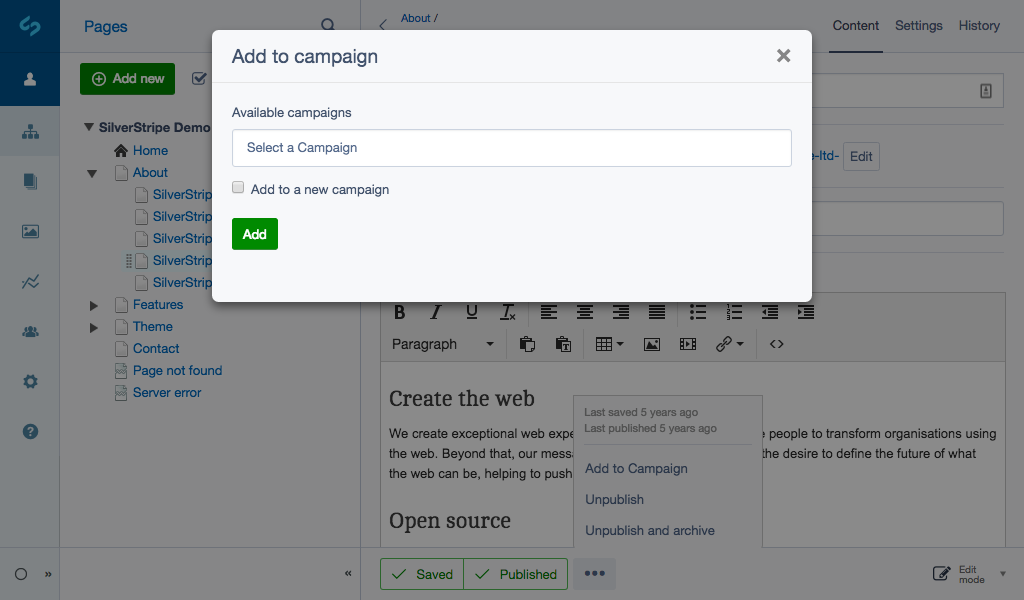 Pages
About /
Content
Settings
History
Add to campaign
Add new
Available campaigns
Select a Campaign
Add to a new campaign
Add
SilverStripe Demo
Home
About
SilverStrip
SilverStrip
SilverStrip
SilverStrip
SilverStrip
Features
Theme
Contact
Page not found
Server error
e-ltd-
Edit
B I U Tx
Paragraph
Create the web
We create exceptional web expe
e people to transform organisations using
the web. Beyond that, our messa
the desire to define the future of what
the web can be, helping to push
Open source
Last saved 5 years ago
Last published 5 years ago
Add to Campaign
Unpublish
Unpublish and archive
Saved
Published
Edit
mode